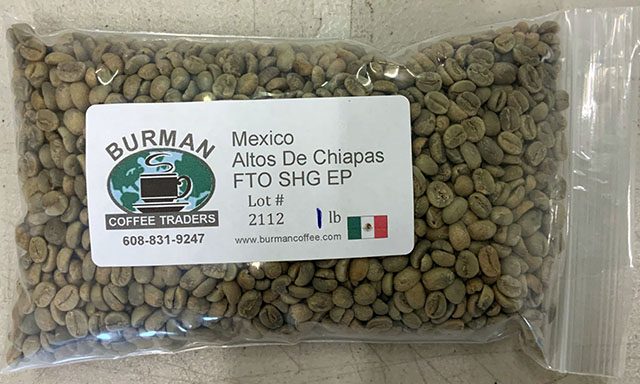 BURMAN
COFFEE TRADERS
608-831-9247
Mexico
Altos De Chiapas
FTO SHG EP
Lot #
2112 1 lb
www.burmancoffee.com